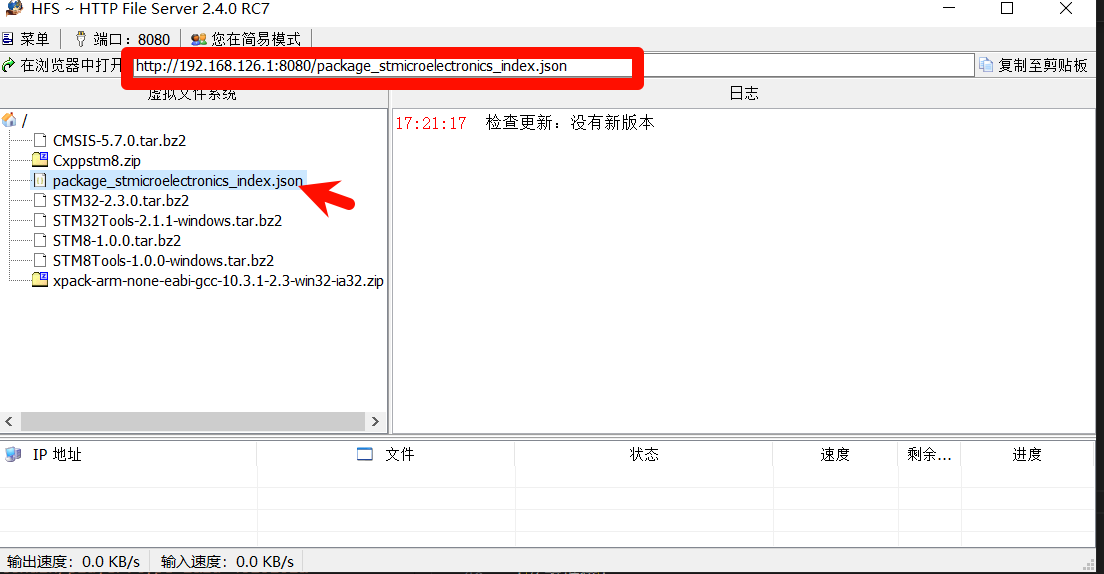 HFS ~ HTTP File Server 2.4.0 RC7
菜单 端口：8080 您在简易模式
在浏览器中打开 http://192.168.126.1:8080/package_stmicroelectronics_index.json 复制至剪贴板
虚拟文件系统 日志
/
17:21:17 检查更新：没有新版本
CMSIS-5.7.0.tar.bz2
Cxppstm8.zip
package_stmicroelectronics_index.json
STM32-2.3.0.tar.bz2
STM32Tools-2.1.1-windows.tar.bz2
STM8-1.0.0.tar.bz2
STM8Tools-1.0.0-windows.tar.bz2
xpack-arm-none-eabi-gcc-10.3.1-2.3-win32-ia32.zip
IP 地址 文件 状态 速度 剩余... 进度
输出速度：0.0 KB/s 输入速度：0.0 KB/s